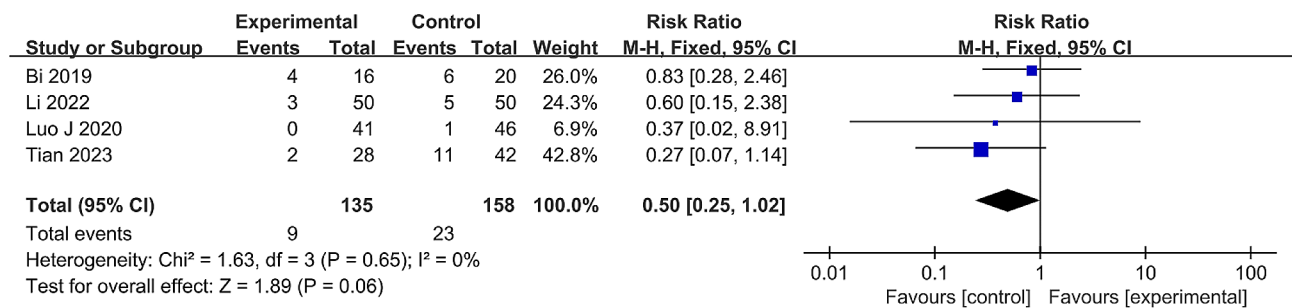 Experimental Control Risk Ratio Risk Ratio
Study or Subgroup Events Total Events Total Weight M-H, Fixed, 95% CI M-H, Fixed, 95% CI
Bi 2019 4 16 6 20 26.0% 0.83 [0.28, 2.46]
Li 2022 3 50 5 50 24.3% 0.60 [0.15, 2.38]
Luo J 2020 0 41 1 46 6.9% 0.37 [0.02, 8.91]
Tian 2023 2 28 11 42 42.8% 0.27 [0.07, 1.14]
Total (95% CI) 135 158 100.0% 0.50 [0.25, 1.02]
Total events 9 23
Heterogeneity: Chi² = 1.63, df = 3 (P = 0.65); I² = 0%
Test for overall effect: Z = 1.89 (P = 0.06)
0.01 0.1 1 10 100
Favours [control] Favours [experimental]